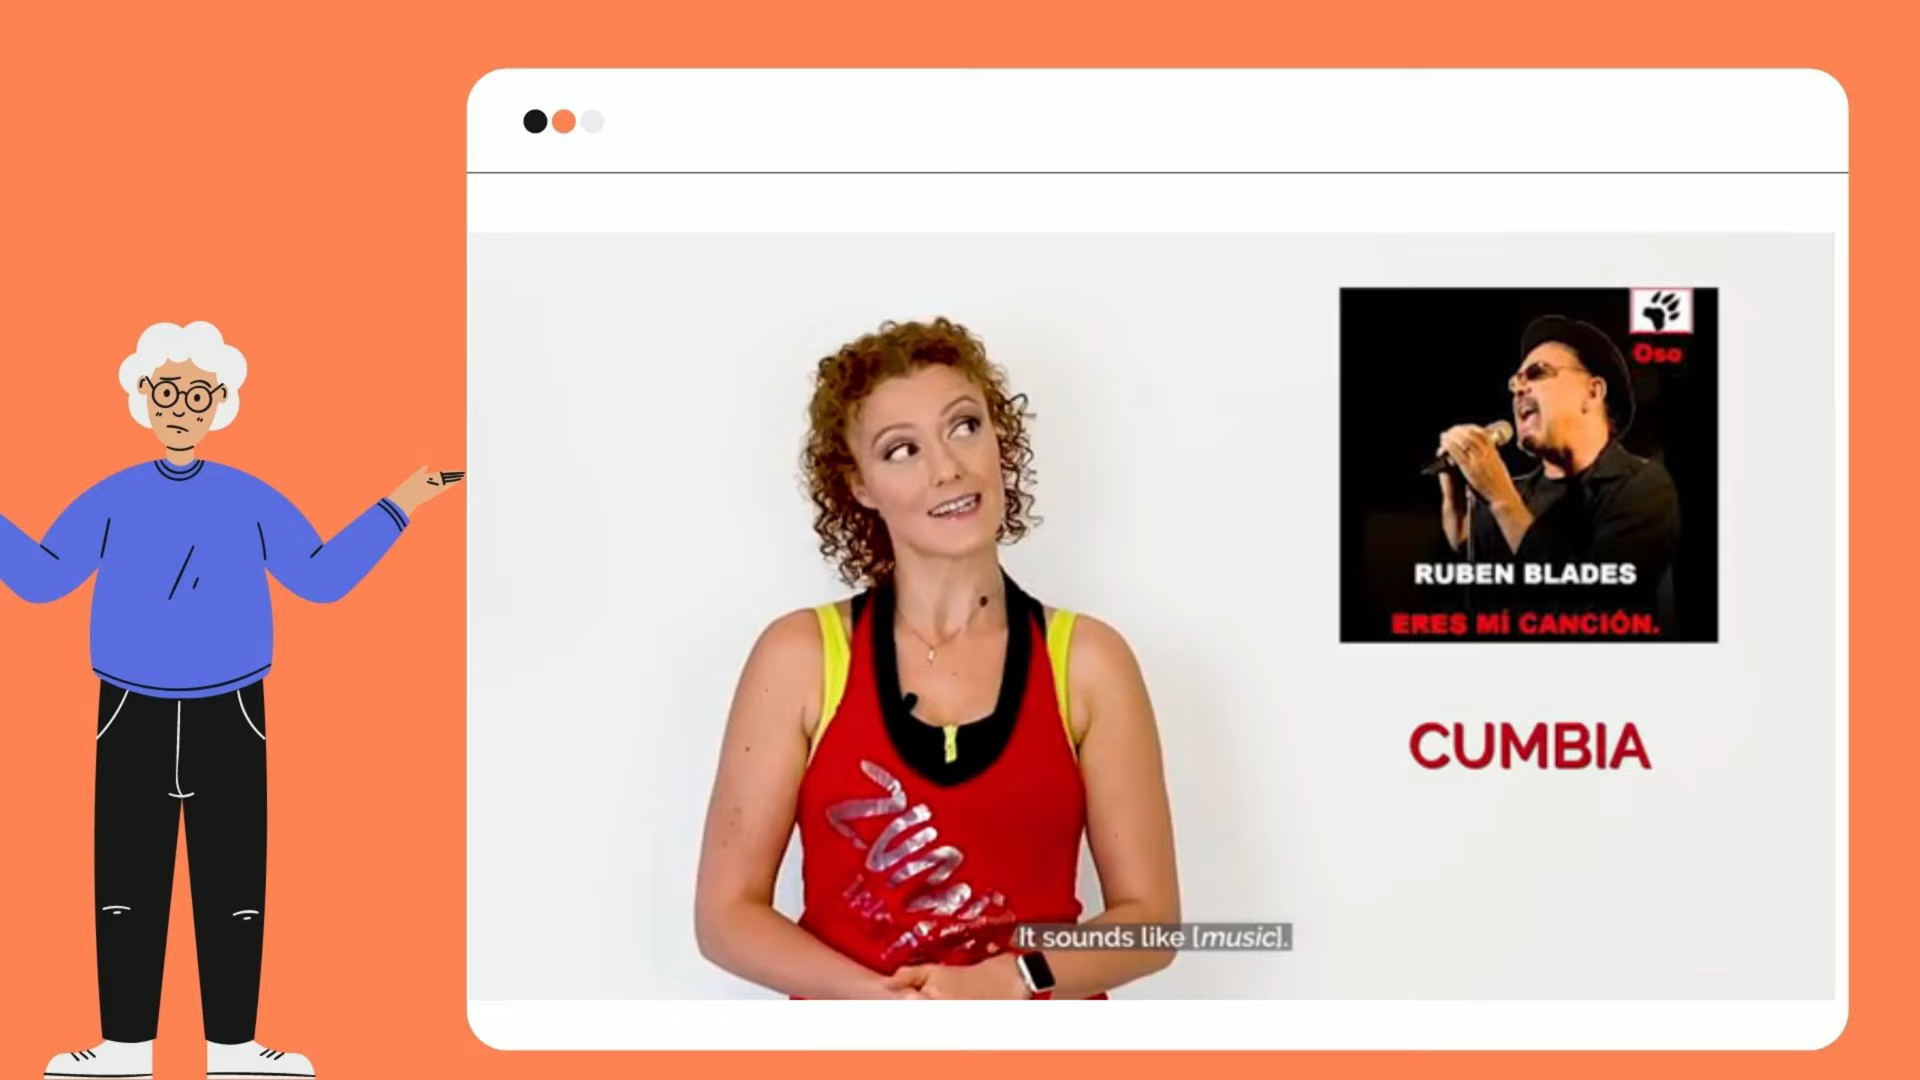 Oso
RUBEN BLADES
ERES MÍ CANCIÓN.
CUMBIA
It sounds like [music].